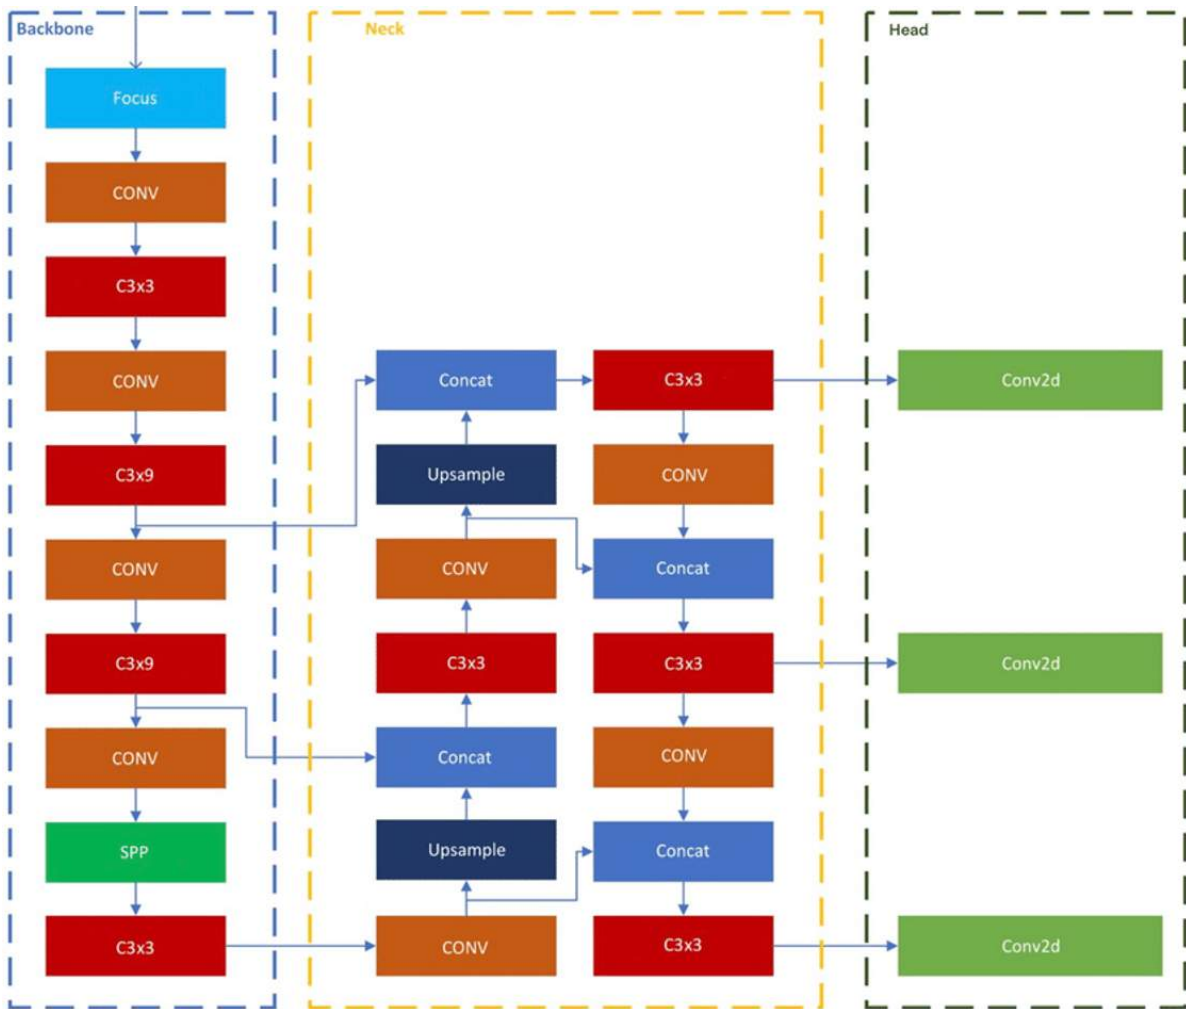 Backbone
Focus
CONV
C3x3
CONV
C3x9
CONV
C3x9
CONV
SPP
C3x3
Neck
Concat
C3x3
Upsample
CONV
CONV
Concat
C3x3
C3x3
Concat
CONV
Upsample
Concat
CONV
C3x3
Head
Conv2d
Conv2d
Conv2d